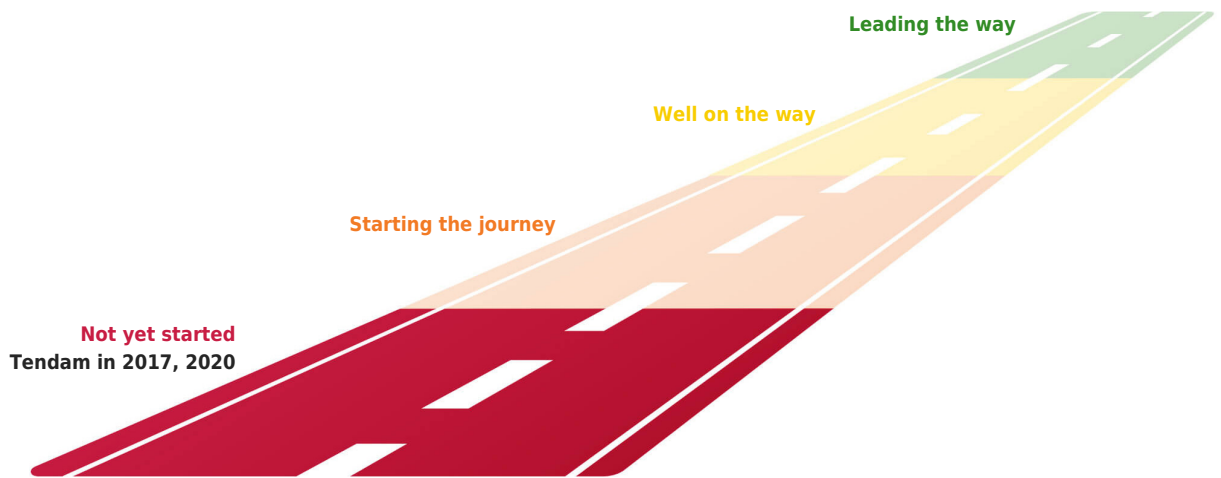 Leading the way
Well on the way
Starting the journey
Not yet started
Tendam in 2017, 2020